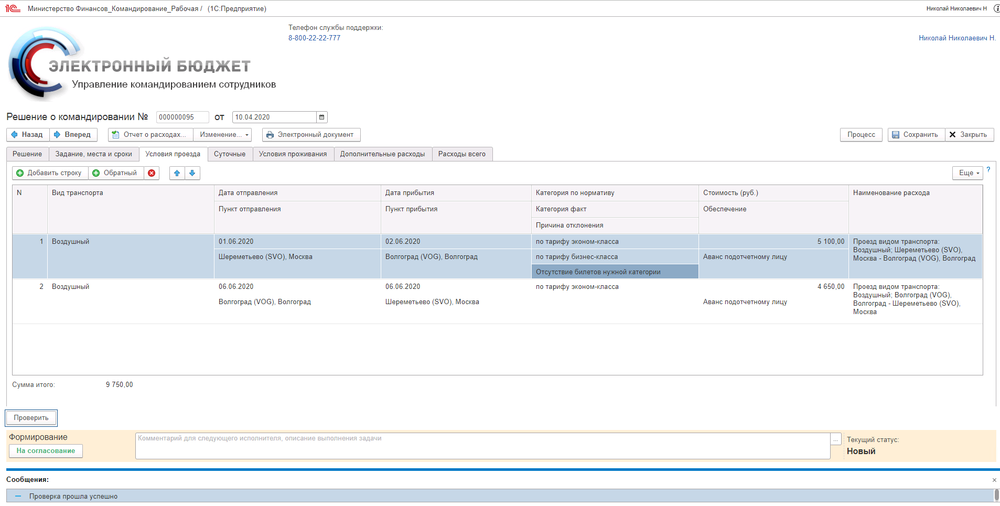 1С Министерство Финансов_Командирование_Рабочая / (1С:Предприятие) Николай Николаевич Н
Телефон службы поддержки:
8-800-22-22-777
Николай Николаевич Н.
ЭЛЕКТРОННЫЙ БЮДЖЕТ
Управление командированием сотрудников
Решение о командировании № 000000095 от 10.04.2020
Назад Вперед Отчет о расходах... Изменение... Электронный документ Процесс Сохранить Закрыть
Решение Задание, места и сроки Условия проезда Суточные Условия проживания Дополнительные расходы Расходы всего
Добавить строку Обратный Еще ?
N Вид транспорта Дата отправления Дата прибытия Категория по нормативу Стоимость (руб.) Наименование расхода
Пункт отправления Пункт прибытия Категория факт Обеспечение
Причина отклонения
1 Воздушный 01.06.2020 02.06.2020 по тарифу эконом-класса 5 100,00 Проезд видом транспорта:
Воздушный; Шереметьево (SVO),
Шереметьево (SVO), Москва Волгоград (VOG), Волгоград по тарифу бизнес-класса Аванс подотчетному лицу Москва - Волгоград (VOG), Волгоград
Отсутствие билетов нужной категории
2 Воздушный 06.06.2020 06.06.2020 по тарифу эконом-класса 4 650,00 Проезд видом транспорта:
Воздушный; Волгоград (VOG),
Волгоград (VOG), Волгоград Шереметьево (SVO), Москва Аванс подотчетному лицу Волгоград - Шереметьево (SVO),
Москва
Сумма итого: 9 750,00
Проверить
Формирование
Комментарий для следующего исполнителя, описание выполнения задачи
...
Текущий статус:
На согласование
Новый
Сообщения:
Проверка прошла успешно